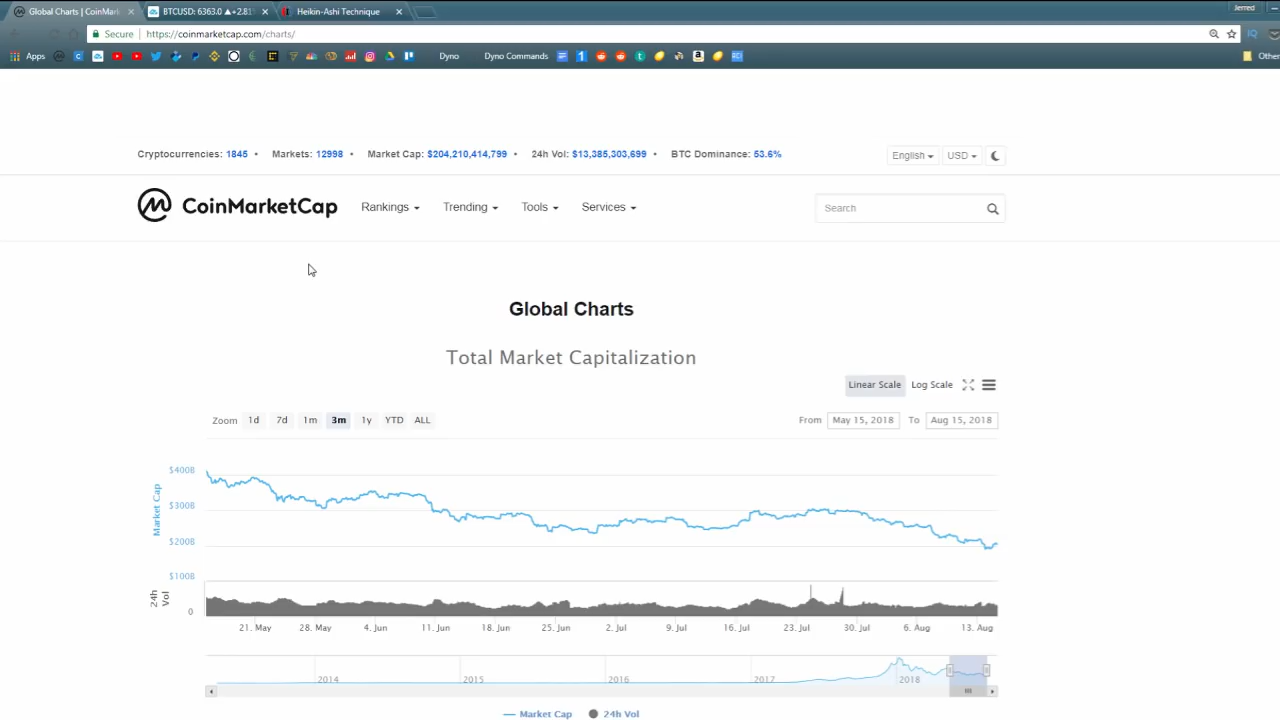 Global Charts | CoinMark
BTCUSD: 6363.0 ▲+2.81
Heikin-Ashi Technique
Jerred
Secure
https://coinmarketcap.com/charts/
Apps
Dyno
Dyno Commands
Other
Cryptocurrencies: 1845 • Markets: 12998 • Market Cap: $204,210,414,799 • 24h Vol: $13,385,303,699 • BTC Dominance: 53.6%
English
USD
CoinMarketCap
Rankings
Trending
Tools
Services
Search
Global Charts
Total Market Capitalization
Linear Scale
Log Scale
Zoom 1d 7d 1m 3m 1y YTD ALL
From May 15, 2018 To Aug 15, 2018
$400B
$300B
$200B
$100B
0
Market Cap
24h
Vol
21. May 28. May 4. Jun 11. Jun 18. Jun 25. Jun 2. Jul 9. Jul 16. Jul 23. Jul 30. Jul 6. Aug 13. Aug
2014 2015 2016 2017 2018
Market Cap
24h Vol